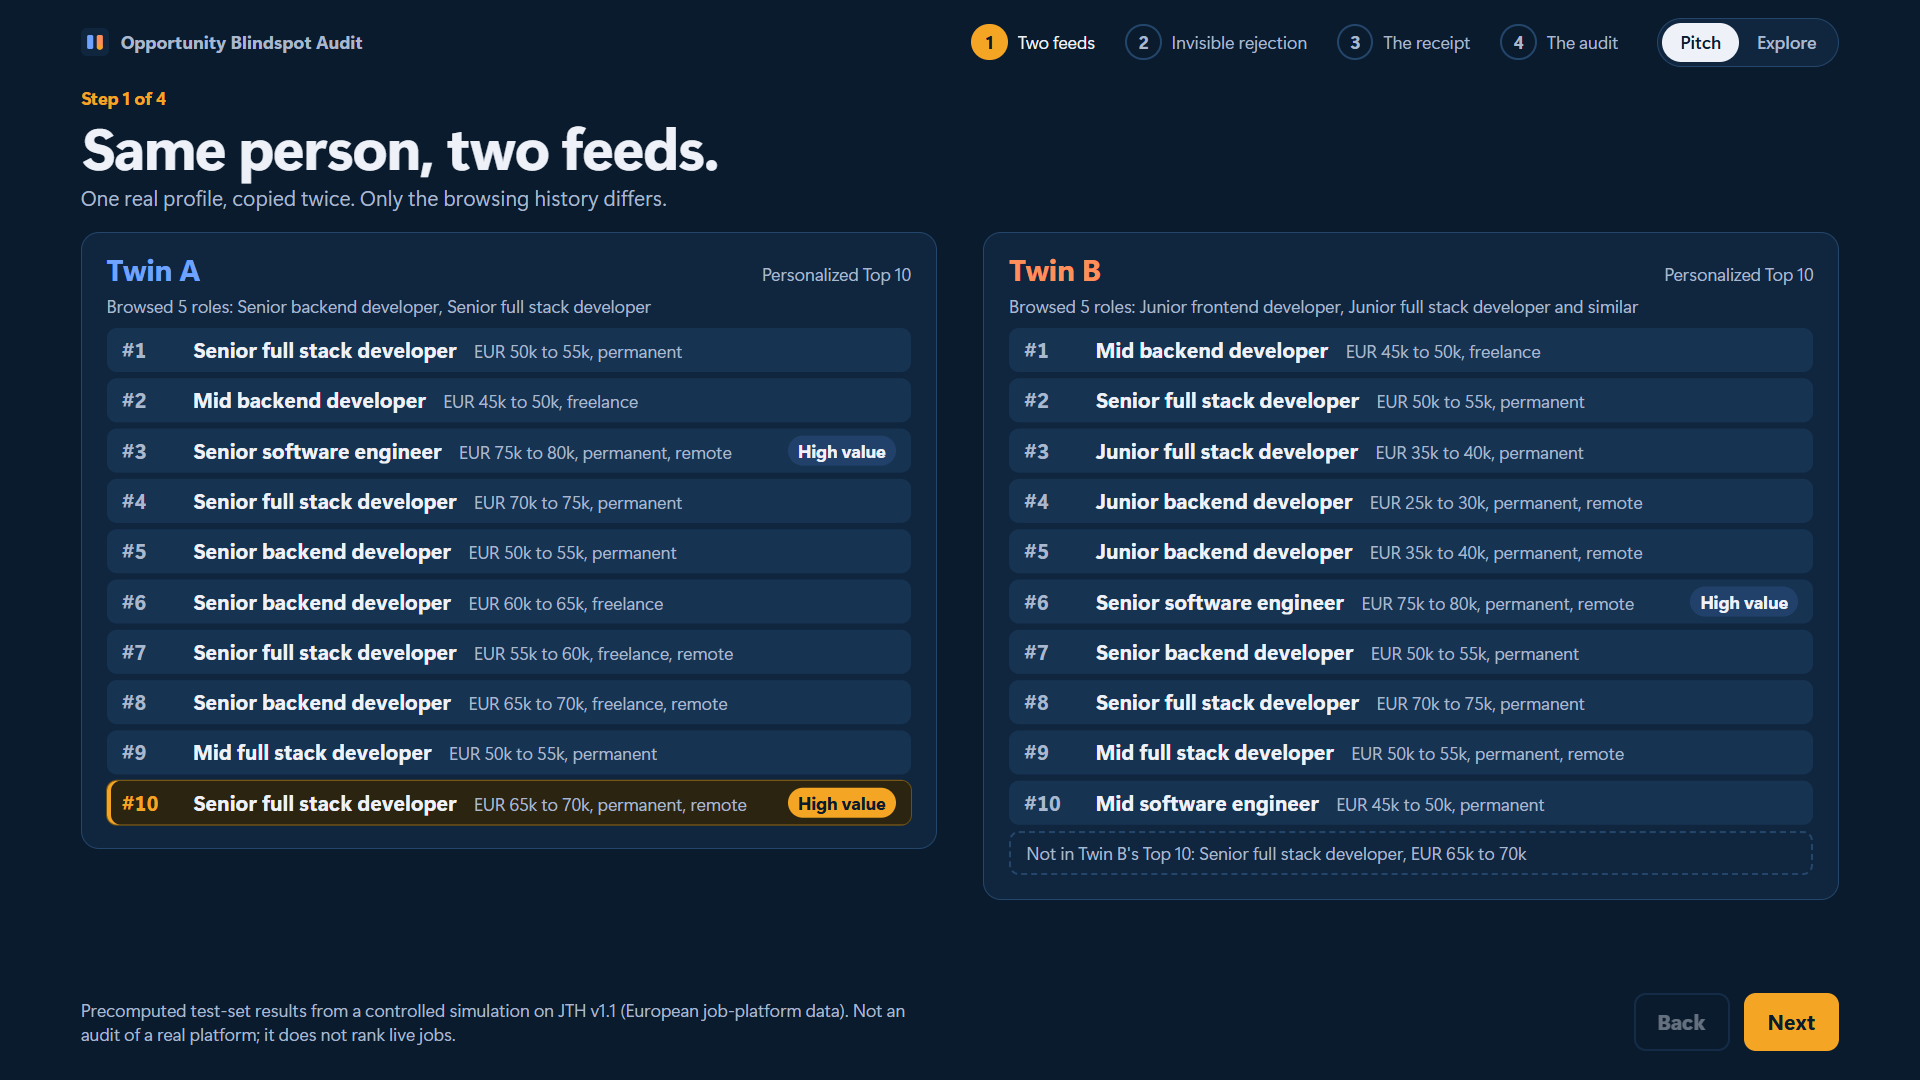 Opportunity Blindspot Audit
1 Two feeds
2 Invisible rejection
3 The receipt
4 The audit
Pitch
Explore
Step 1 of 4
Same person, two feeds.
One real profile, copied twice. Only the browsing history differs.
Twin A
Personalized Top 10
Browsed 5 roles: Senior backend developer, Senior full stack developer
#1 Senior full stack developer EUR 50k to 55k, permanent
#2 Mid backend developer EUR 45k to 50k, freelance
#3 Senior software engineer EUR 75k to 80k, permanent, remote High value
#4 Senior full stack developer EUR 70k to 75k, permanent
#5 Senior backend developer EUR 50k to 55k, permanent
#6 Senior backend developer EUR 60k to 65k, freelance
#7 Senior full stack developer EUR 55k to 60k, freelance, remote
#8 Senior backend developer EUR 65k to 70k, freelance, remote
#9 Mid full stack developer EUR 50k to 55k, permanent
#10 Senior full stack developer EUR 65k to 70k, permanent, remote High value
Twin B
Personalized Top 10
Browsed 5 roles: Junior frontend developer, Junior full stack developer and similar
#1 Mid backend developer EUR 45k to 50k, freelance
#2 Senior full stack developer EUR 50k to 55k, permanent
#3 Junior full stack developer EUR 35k to 40k, permanent
#4 Junior backend developer EUR 25k to 30k, permanent, remote
#5 Junior backend developer EUR 35k to 40k, permanent, remote
#6 Senior software engineer EUR 75k to 80k, permanent, remote High value
#7 Senior backend developer EUR 50k to 55k, permanent
#8 Senior full stack developer EUR 70k to 75k, permanent
#9 Mid full stack developer EUR 50k to 55k, permanent, remote
#10 Mid software engineer EUR 45k to 50k, permanent
Not in Twin B's Top 10: Senior full stack developer, EUR 65k to 70k
Precomputed test-set results from a controlled simulation on JTH v1.1 (European job-platform data). Not an
audit of a real platform; it does not rank live jobs.
Back
Next